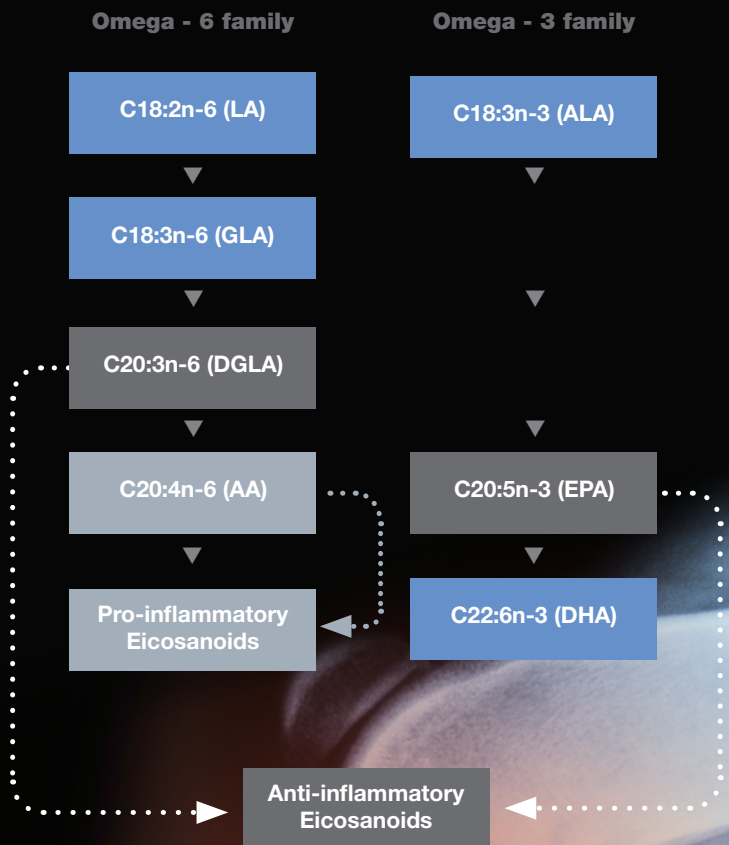 Omega - 6 family
Omega - 3 family
C18:2n-6 (LA)
C18:3n-3 (ALA)
C18:3n-6 (GLA)
C20:3n-6 (DGLA)
C20:4n-6 (AA)
C20:5n-3 (EPA)
Pro-inflammatory
Eicosanoids
C22:6n-3 (DHA)
Anti-inflammatory
Eicosanoids